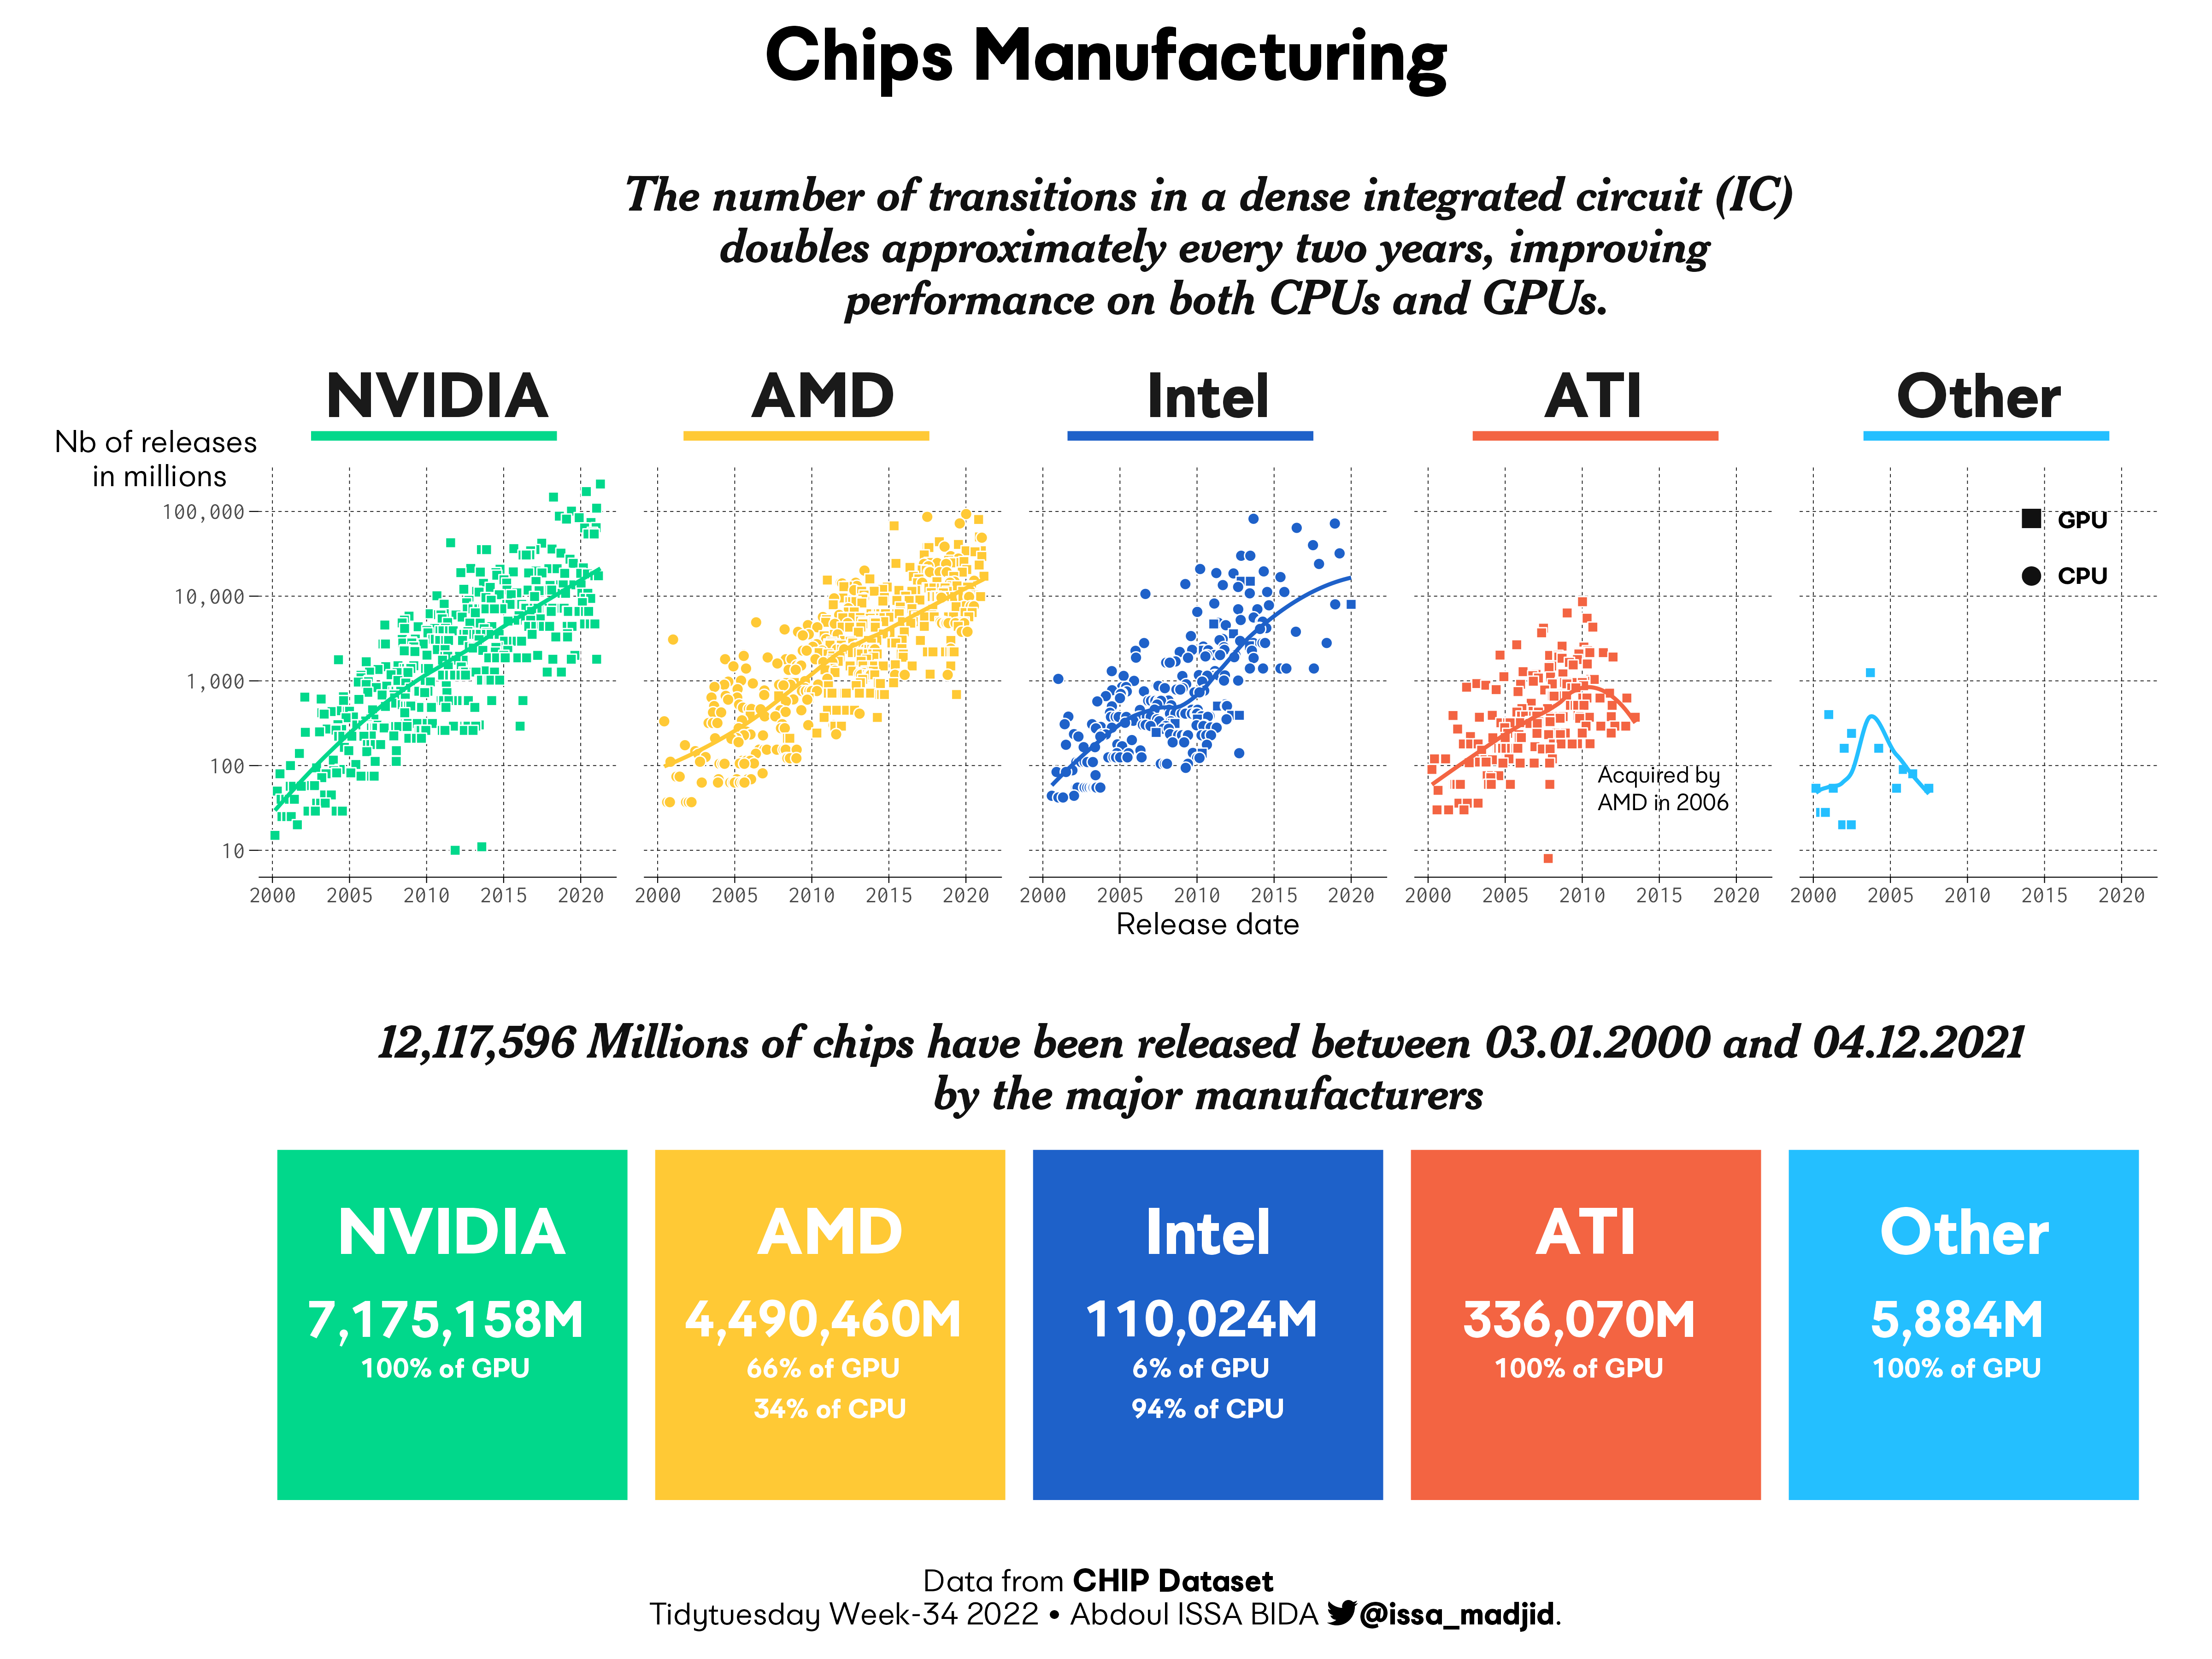 Chips Manufacturing
The number of transitions in a dense integrated circuit (IC)
doubles approximately every two years, improving
performance on both CPUs and GPUs.
NVIDIA
AMD
Intel
ATI
Other
Nb of releases
in millions
100,000
10,000
1,000
100
10
GPU
CPU
Acquired by
AMD in 2006
2000 2005 2010 2015 2020
2000 2005 2010 2015 2020
2000 2005 2010 2015 2020
2000 2005 2010 2015 2020
2000 2005 2010 2015 2020
Release date
12,117,596 Millions of chips have been released between 03.01.2000 and 04.12.2021
by the major manufacturers
NVIDIA
7,175,158M
100% of GPU
AMD
4,490,460M
66% of GPU
34% of CPU
Intel
110,024M
6% of GPU
94% of CPU
ATI
336,070M
100% of GPU
Other
5,884M
100% of GPU
Data from CHIP Dataset
Tidytuesday Week-34 2022 • Abdoul ISSA BIDA @issa_madjid.